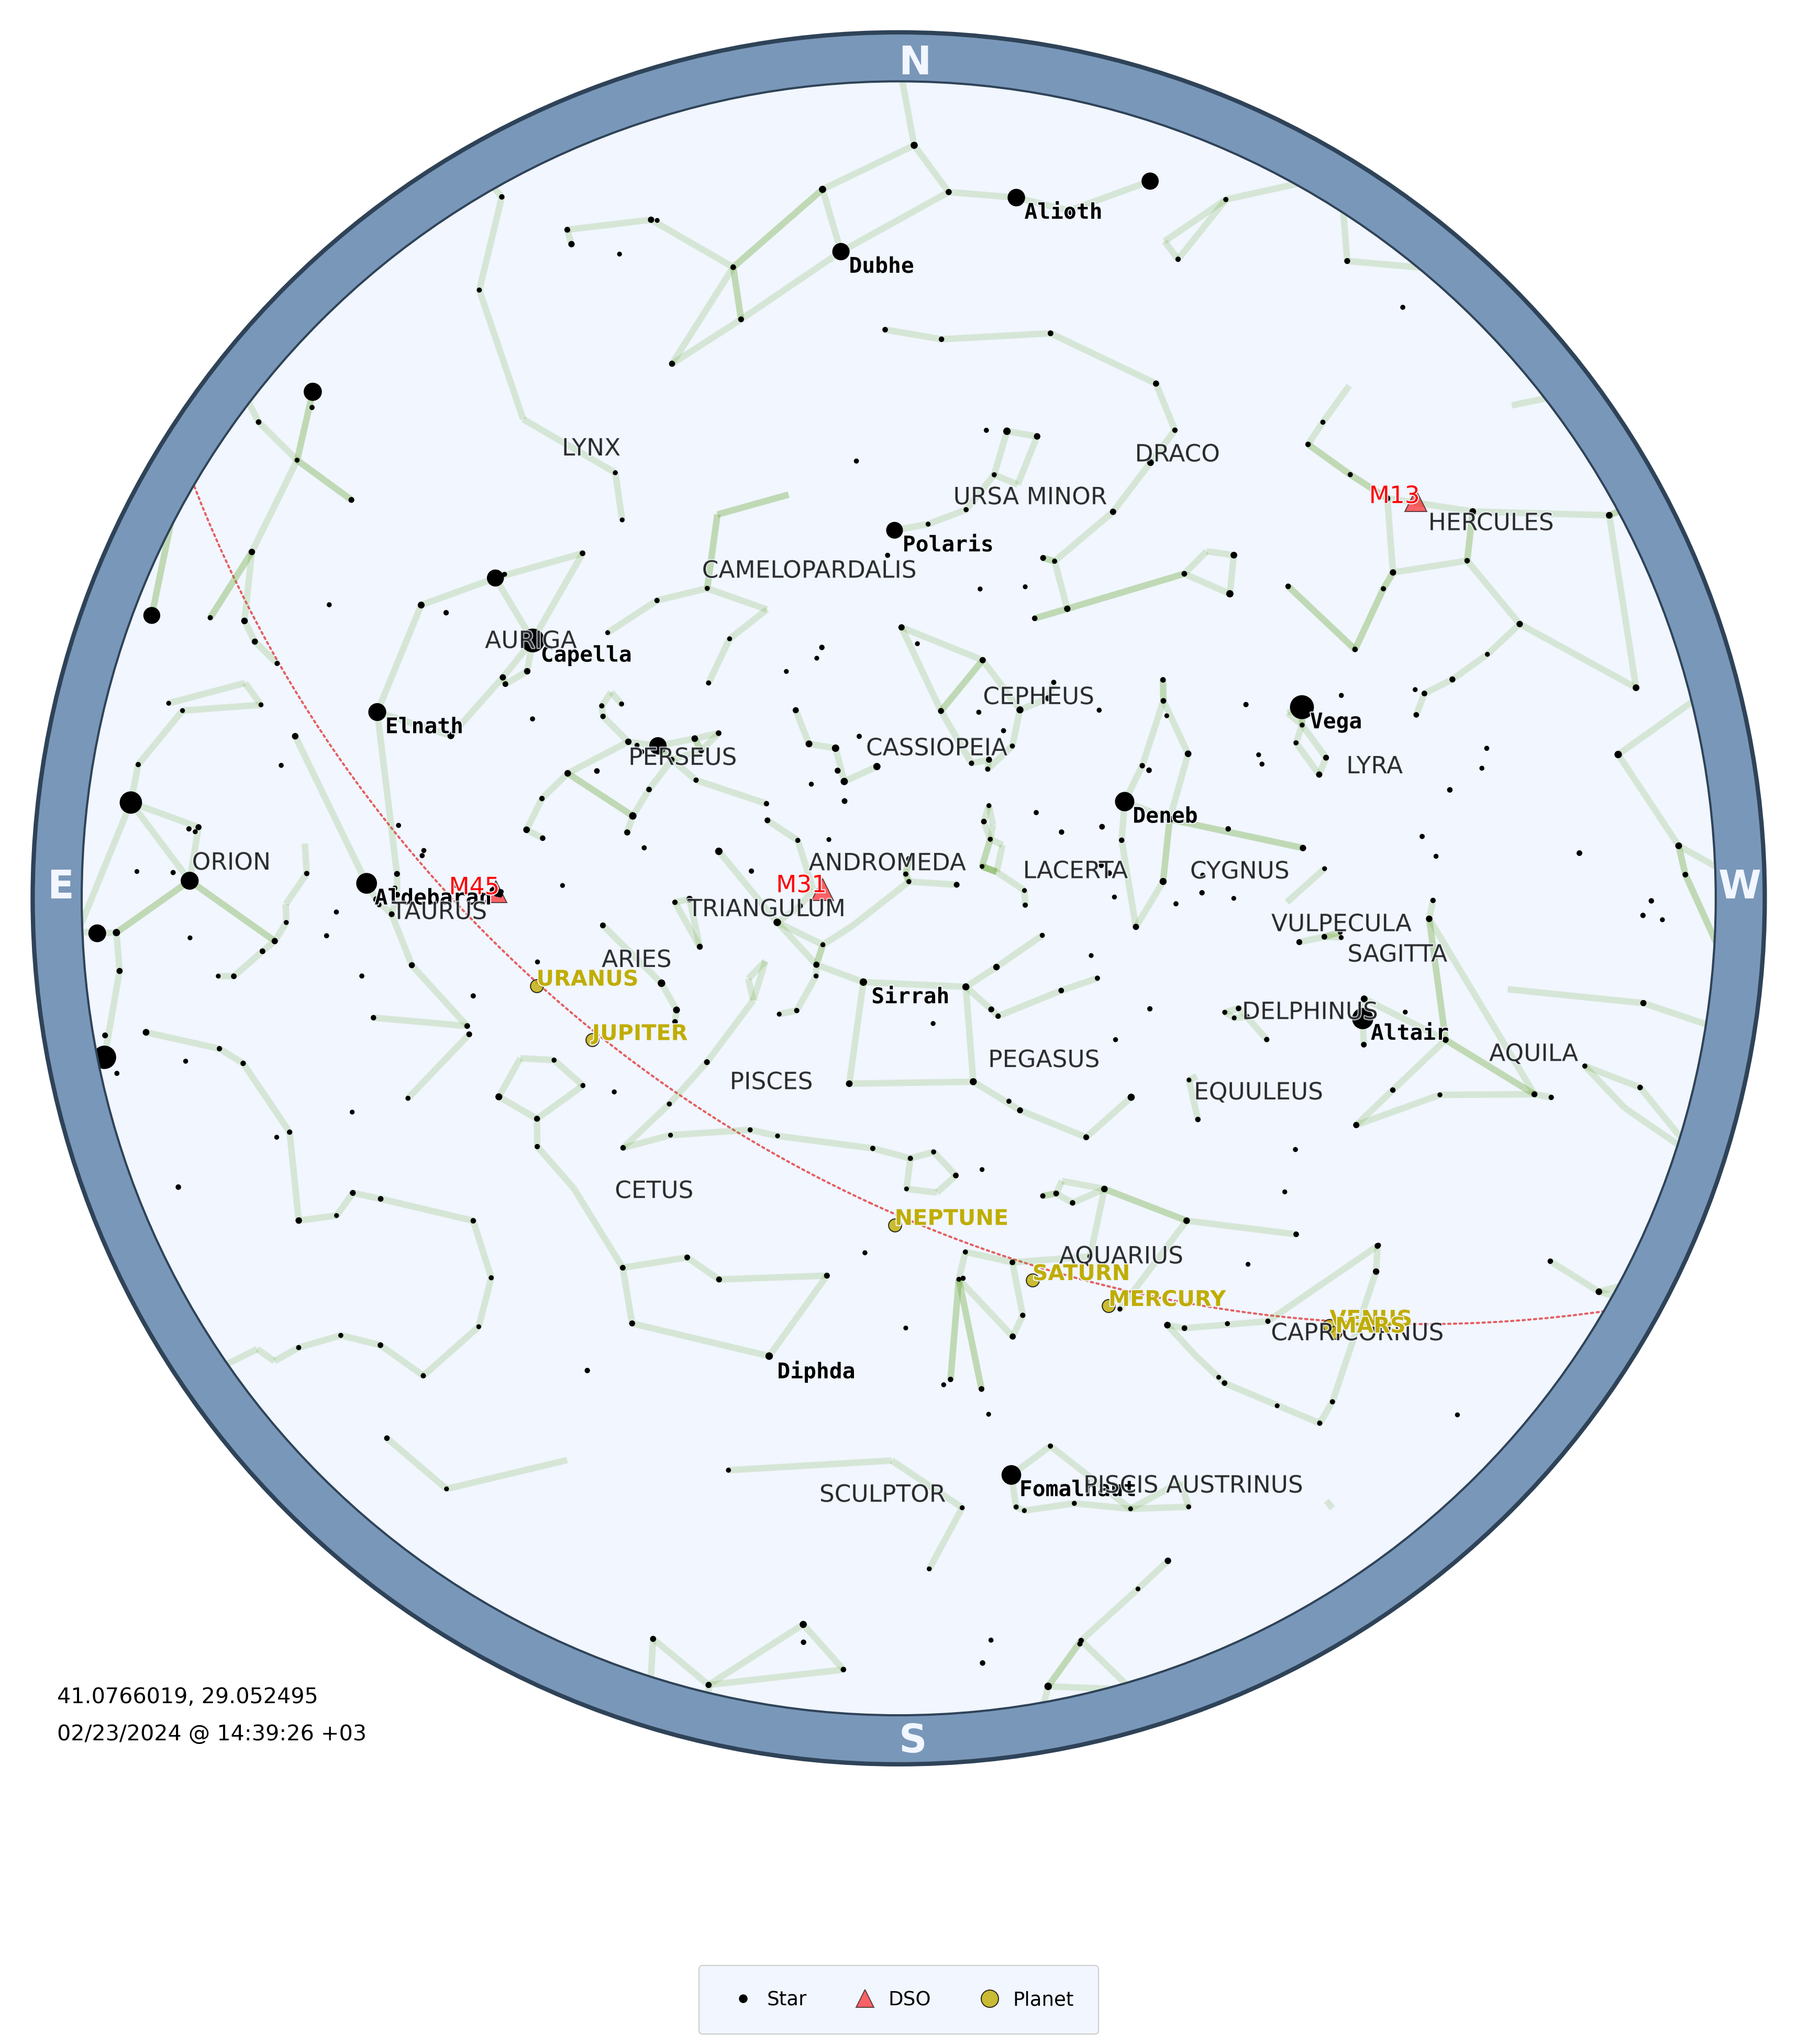 N
Alioth
Dubhe
LYNX
DRACO
URSA MINOR
M13
HERCULES
Polaris
CAMELOPARDALIS
AURIGA
Capella
CEPHEUS
Elnath
Vega
CASSIOPEIA
PERSEUS
LYRA
Deneb
ORION
ANDROMEDA
LACERTA
CYGNUS
E
M45
M31
W
Aldebaran
TAURUS
TRIANGULUM
VULPECULA
SAGITTA
ARIES
URANUS
Sirrah
DELPHINUS
JUPITER
Altair
PEGASUS
AQUILA
PISCES
EQUULEUS
CETUS
NEPTUNE
AQUARIUS
SATURN
MERCURY
VENUS
MARS
CAPRICORNUS
Diphda
Fomalhaut
PISCIS AUSTRINUS
SCULPTOR
41.0766019, 29.052495
02/23/2024 @ 14:39:26 +03
S
Star
DSO
Planet